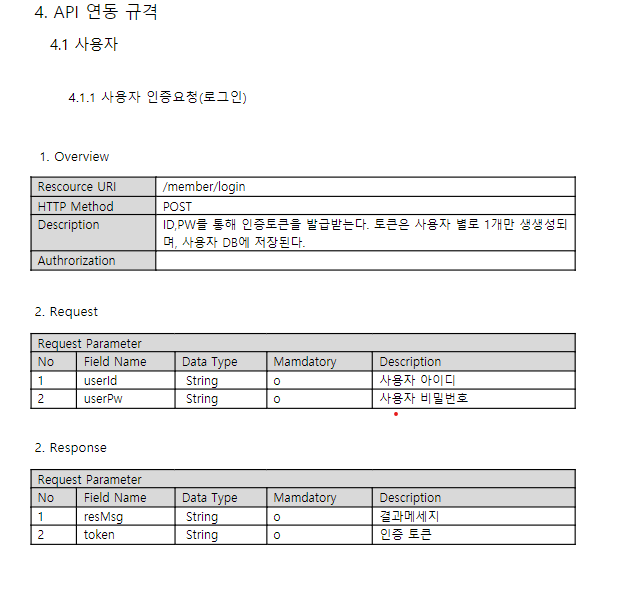 4. API 연동 규격
4.1 사용자
4.1.1 사용자 인증요청(로그인)
1. Overview
Rescource URI /member/login
HTTP Method POST
Description ID,PW를 통해 인증토큰을 발급받는다. 토큰은 사용자 별로 1개만 생생성되
며, 사용자 DB에 저장된다.
Authrorization
2. Request
Request Parameter
No Field Name Data Type Mamdatory Description
1 userId String o 사용자 아이디
2 userPw String o 사용자 비밀번호
2. Response
Request Parameter
No Field Name Data Type Mamdatory Description
1 resMsg String o 결과메세지
2 token String o 인증 토큰